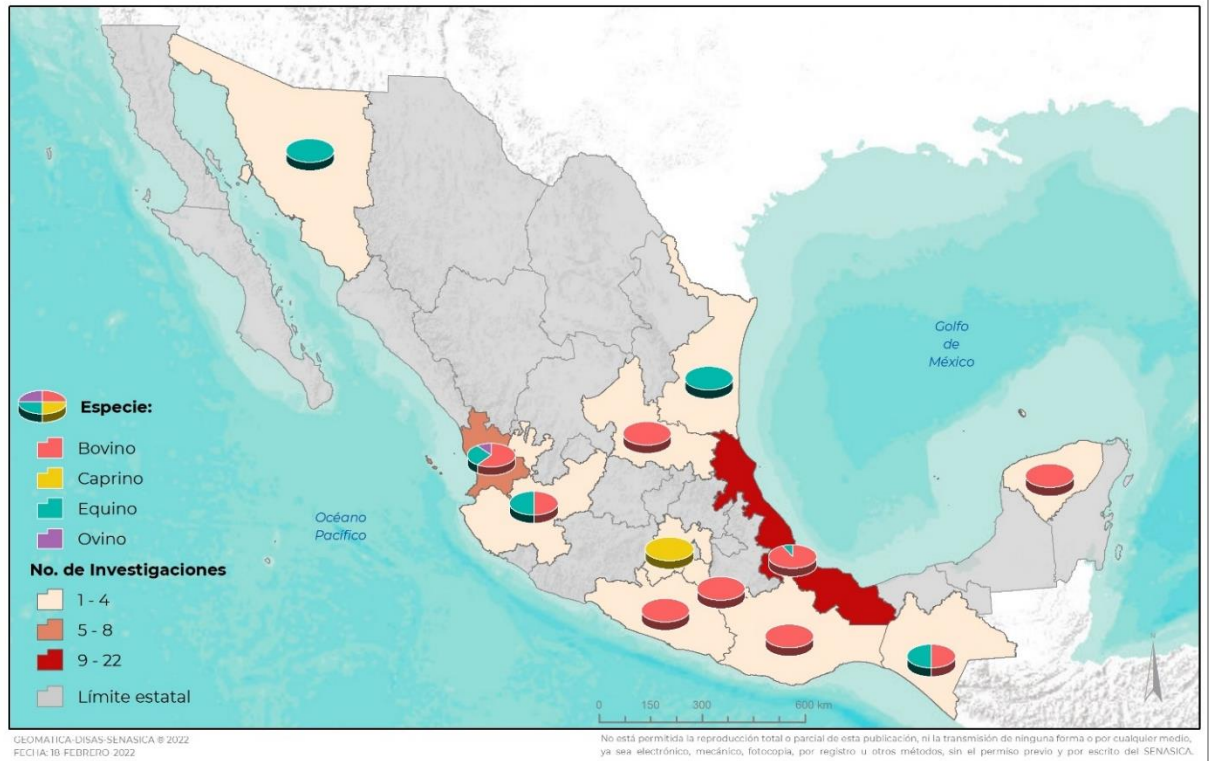 Golfo
de
México
Océano
Pacífico
Especie:
Bovino
Caprino
Equino
Ovino
No. de Investigaciones
1 - 4
5 - 8
9 - 22
Límite estatal
0 150 300 600 km
GEOMÁTICA-DISAS-SENASICA ® 2022
FECHA: 18 FEBRERO 2022
No está permitida la reproducción total o parcial de esta publicación, ni la transmisión de ninguna forma o por cualquier medio,
ya sea electrónico, mecánico, fotocopia, por registro u otros métodos, sin el permiso previo y por escrito del SENASICA.